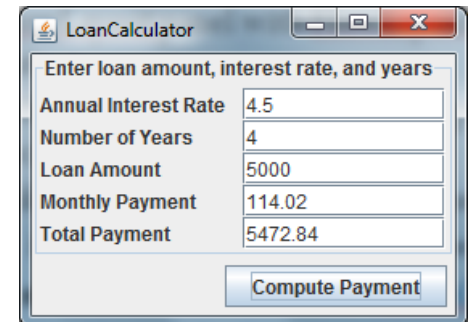 LoanCalculator
Enter loan amount, interest rate, and years
Annual Interest Rate 4.5
Number of Years 4
Loan Amount 5000
Monthly Payment 114.02
Total Payment 5472.84
Compute Payment